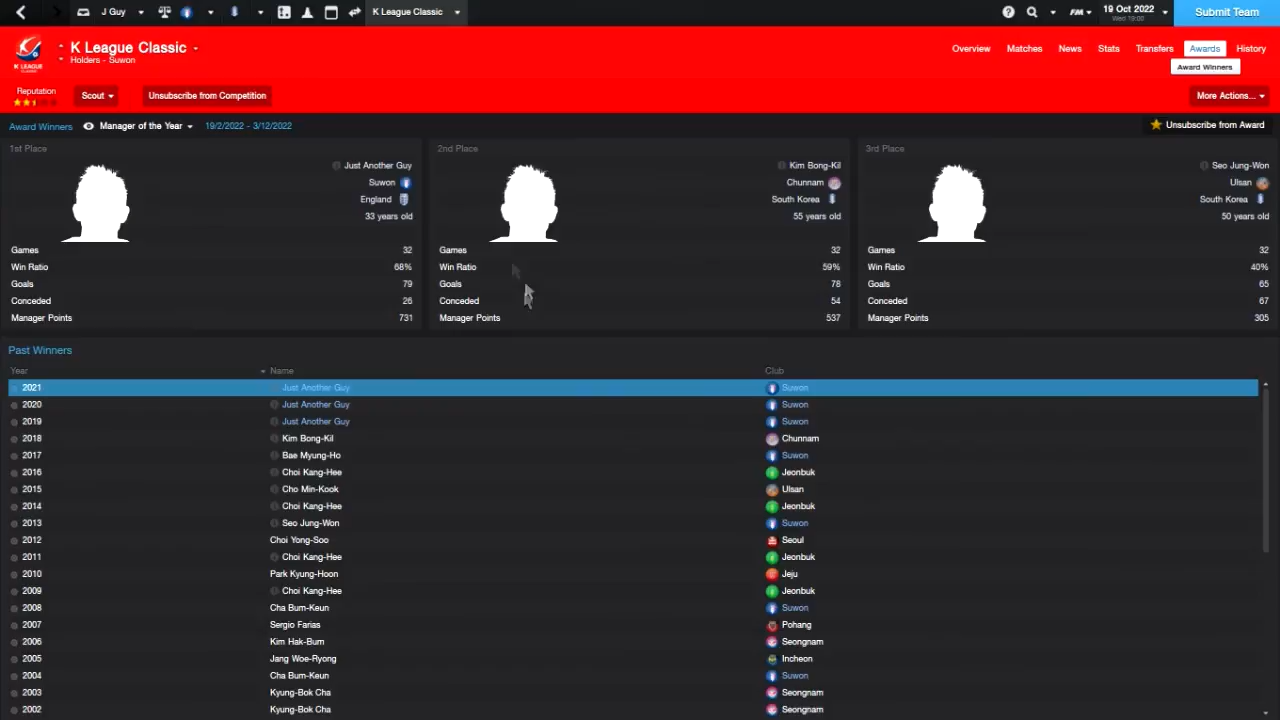 J Guy K League Classic 19 Oct 2022 Submit Team
FM Wed 19:00
K League Classic
Holders - Suwon
Overview Matches News Stats Transfers Awards History
Award Winners
K LEAGUE
CLASSIC
Reputation
Scout Unsubscribe from Competition More Actions...
Award Winners Manager of the Year 19/2/2022 - 3/12/2022 Unsubscribe from Award
1st Place 2nd Place 3rd Place
Just Another Guy Kim Bong-Kil Seo Jung-Won
Suwon Chunnam Ulsan
England South Korea South Korea
33 years old 55 years old 50 years old
Games 32 Games 32 Games 32
Win Ratio 68% Win Ratio 59% Win Ratio 40%
Goals 79 Goals 78 Goals 65
Conceded 26 Conceded 54 Conceded 67
Manager Points 731 Manager Points 537 Manager Points 305
Past Winners
Year Name Club
2021 Just Another Guy Suwon
2020 Just Another Guy Suwon
2019 Just Another Guy Suwon
2018 Kim Bong-Kil Chunnam
2017 Bae Myung-Ho Suwon
2016 Choi Kang-Hee Jeonbuk
2015 Cho Min-Kook Ulsan
2014 Choi Kang-Hee Jeonbuk
2013 Seo Jung-Won Suwon
2012 Choi Yong-Soo Seoul
2011 Choi Kang-Hee Jeonbuk
2010 Park Kyung-Hoon Jeju
2009 Choi Kang-Hee Jeonbuk
2008 Cha Bum-Keun Suwon
2007 Sergio Farias Pohang
2006 Kim Hak-Bum Seongnam
2005 Jang Woe-Ryong Incheon
2004 Cha Bum-Keun Suwon
2003 Kyung-Bok Cha Seongnam
2002 Kyung-Bok Cha Seongnam